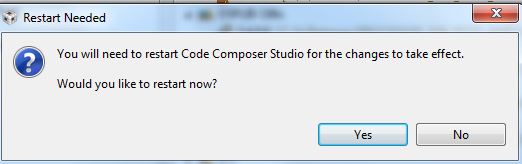 Restart Needed
You will need to restart Code Composer Studio for the changes to take effect.
Would you like to restart now?
Yes
No